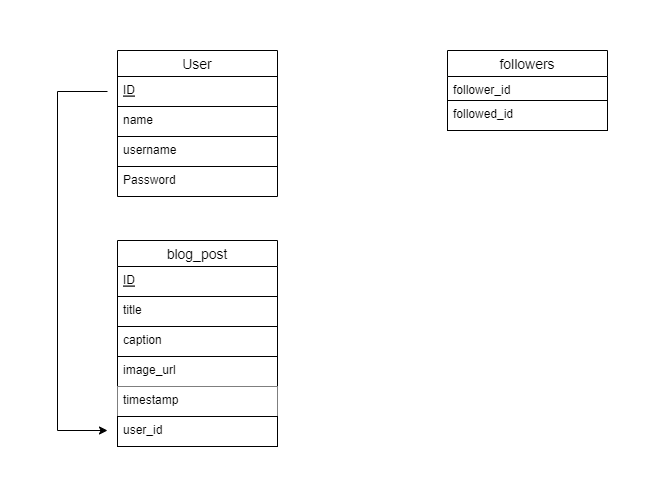 User
ID
name
username
Password
blog_post
ID
title
caption
image_url
timestamp
user_id
followers
follower_id
followed_id